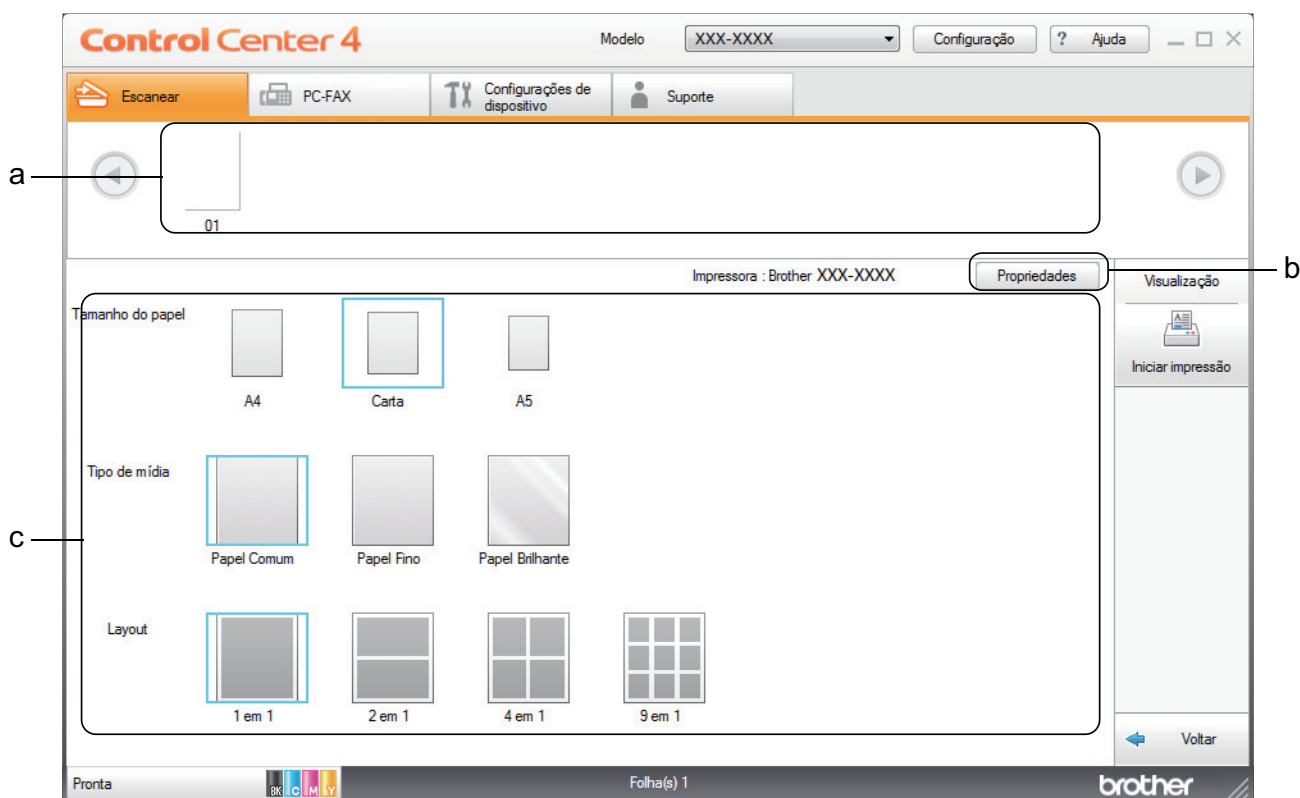 Control Center 4
Modelo XXX-XXXX Configuração ? Ajuda
Escanear PC-FAX Configurações de dispositivo Suporte
a
01
Impressora : Brother XXX-XXXX Propriedades
b
Visualização
Iniciar impressão
c
Tamanho do papel
A4 Carta A5
Tipo de mídia
Papel Comum Papel Fino Papel Brilhante
Layout
1 em 1 2 em 1 4 em 1 9 em 1
Voltar
Pronta BK C M Y Folha(s) 1 brother